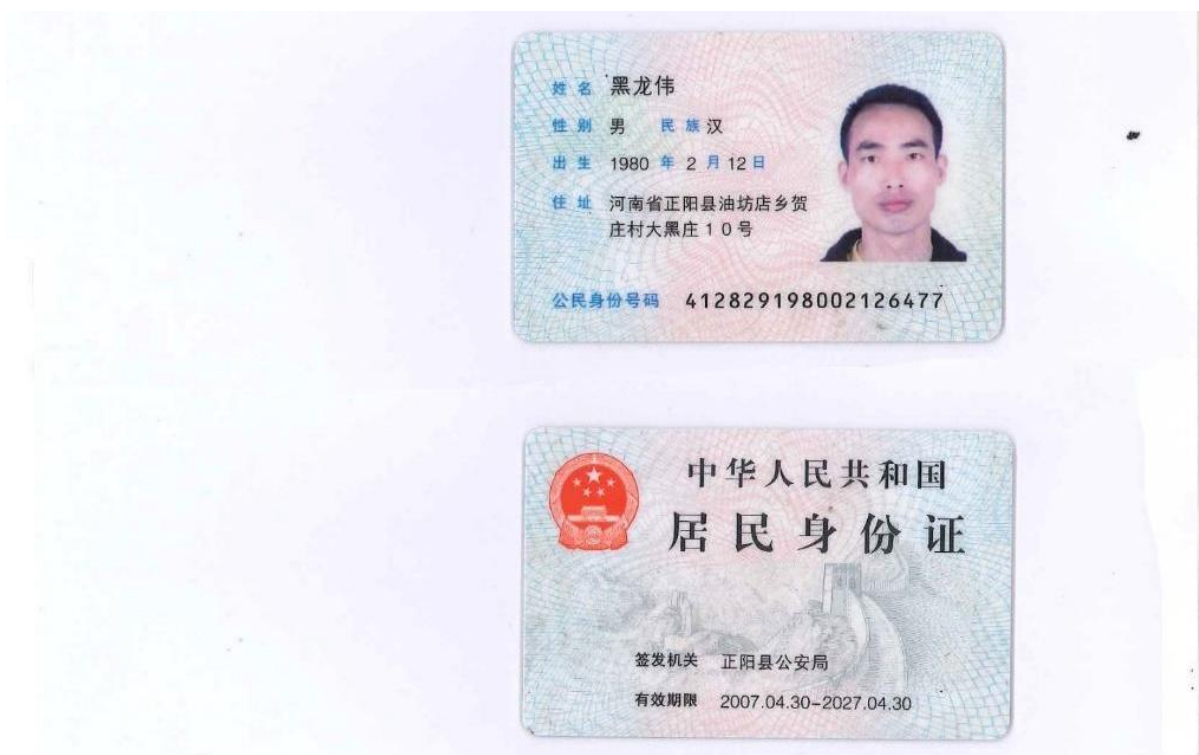 姓名 黑龙伟
性别 男 民族 汉
出生 1980 年 2 月 12 日
住址 河南省正阳县油坊店乡贺
庄村大黑庄１０号
公民身份号码 412829198002126477
中华人民共和国
居民身份证
签发机关 正阳县公安局
有效期限 2007.04.30-2027.04.30